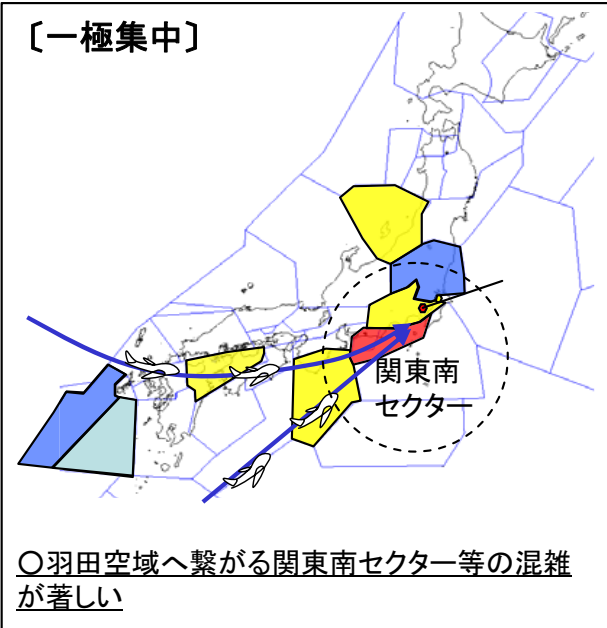 〔一極集中〕
関東南
セクター
〇羽田空域へ繋がる関東南セクター等の混雑
が著しい